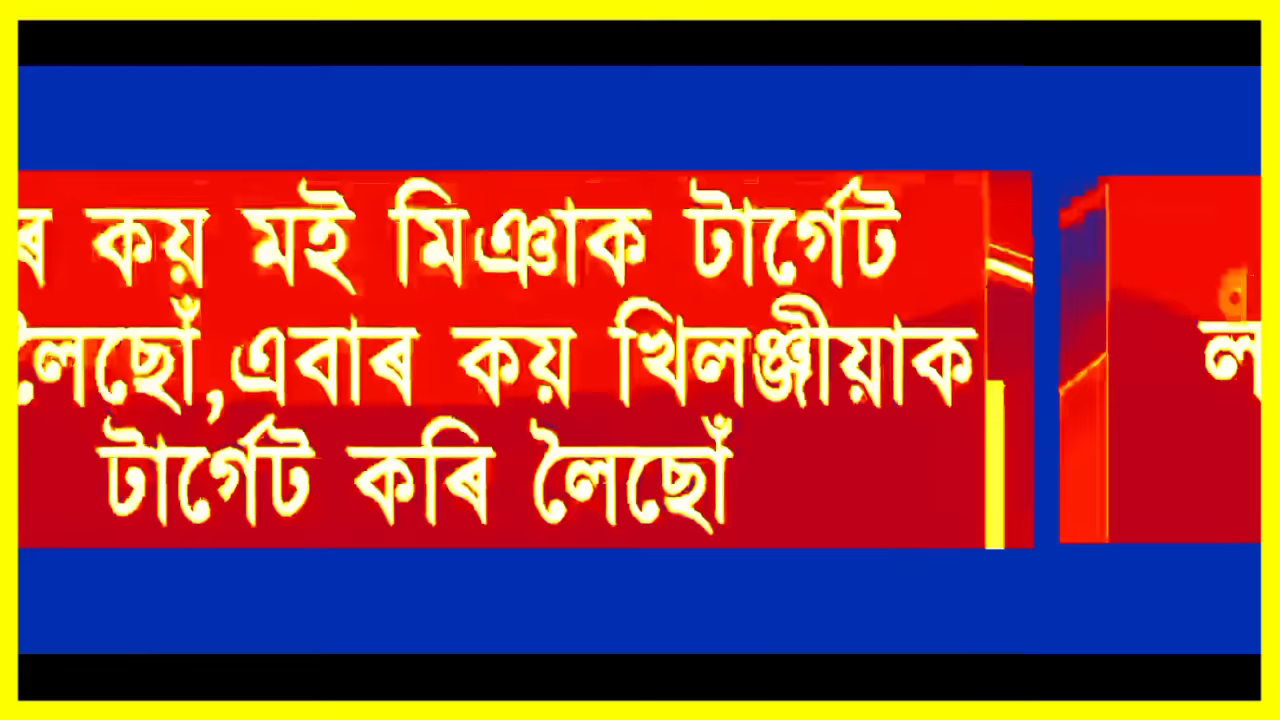 কয় মই মিঞাক টাৰ্গেট
লৈছোঁ,এবাৰ কয় খিলঞ্জীয়াক
টাৰ্গেট কৰি লৈছোঁ